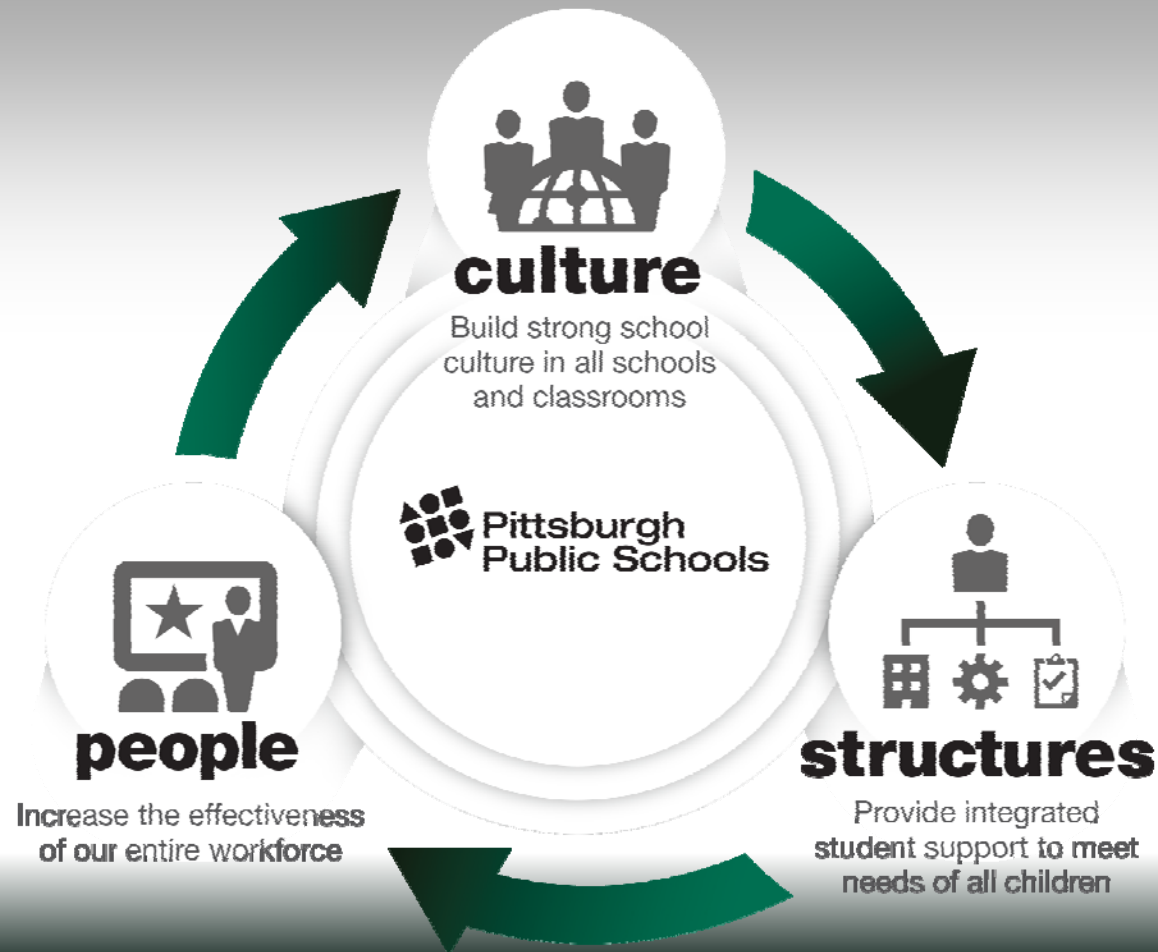 culture
Build strong school
culture in all schools
and classrooms
Pittsburgh
Public Schools
people
Increase the effectiveness
of our entire workforce
structures
Provide integrated
student support to meet
needs of all children